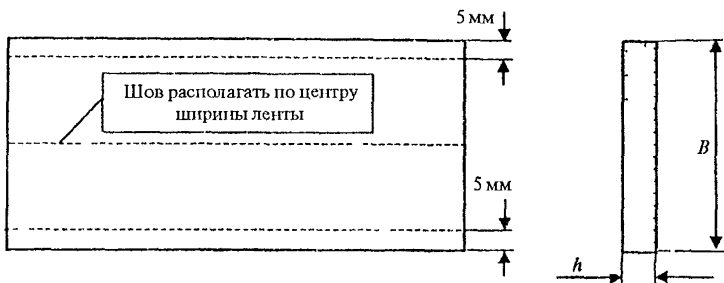 5 мм
Шов располагать по центру
ширины ленты
5 мм
B
h